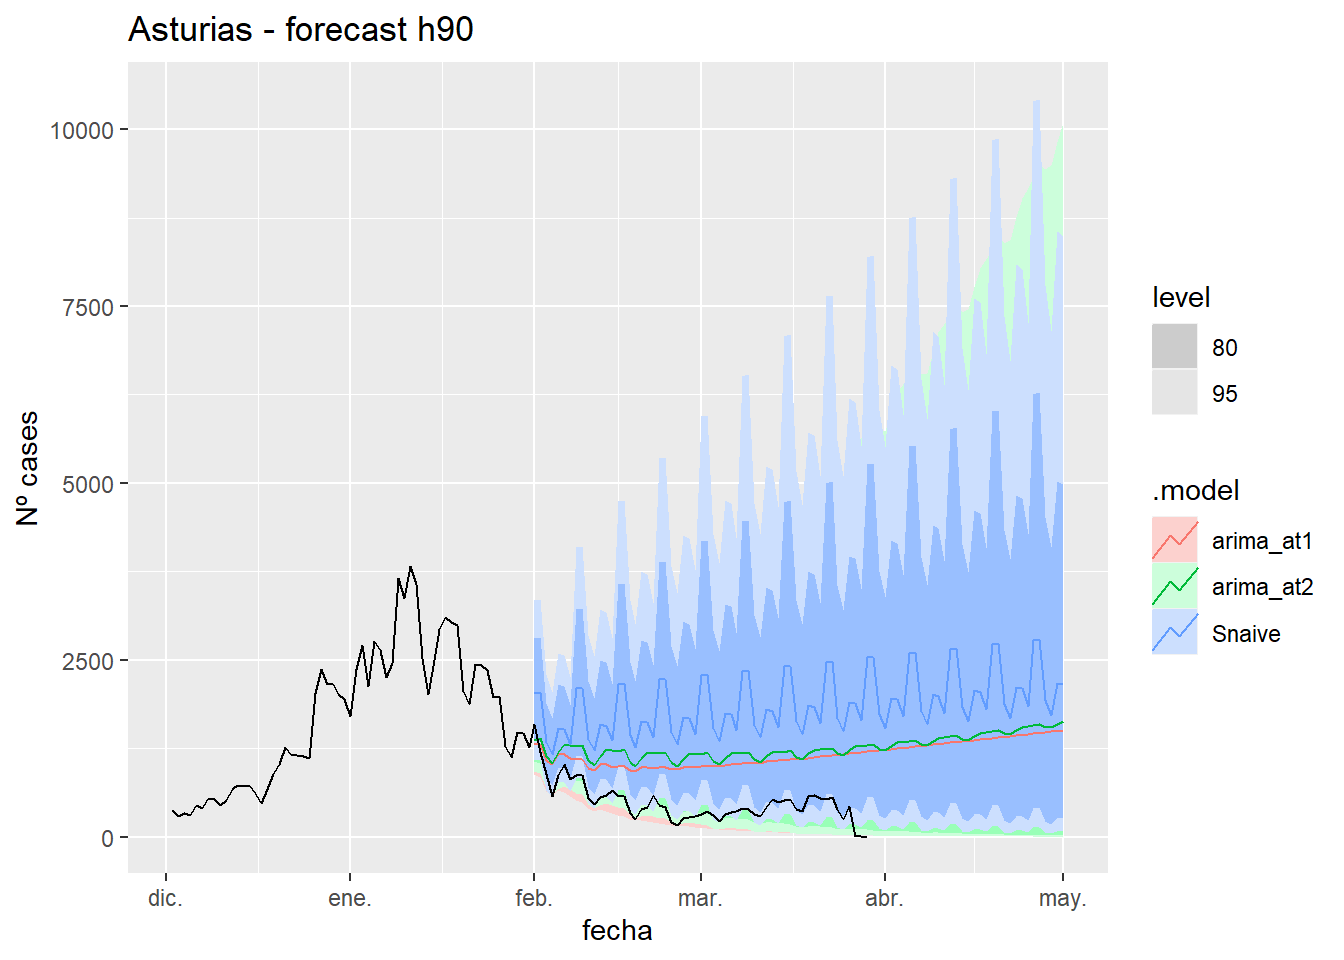 Asturias - forecast h90
10000
7500
5000
2500
0
Nº cases
dic.
ene.
feb.
mar.
abr.
may.
fecha
level
80
95
.model
arima_at1
arima_at2
Snaive